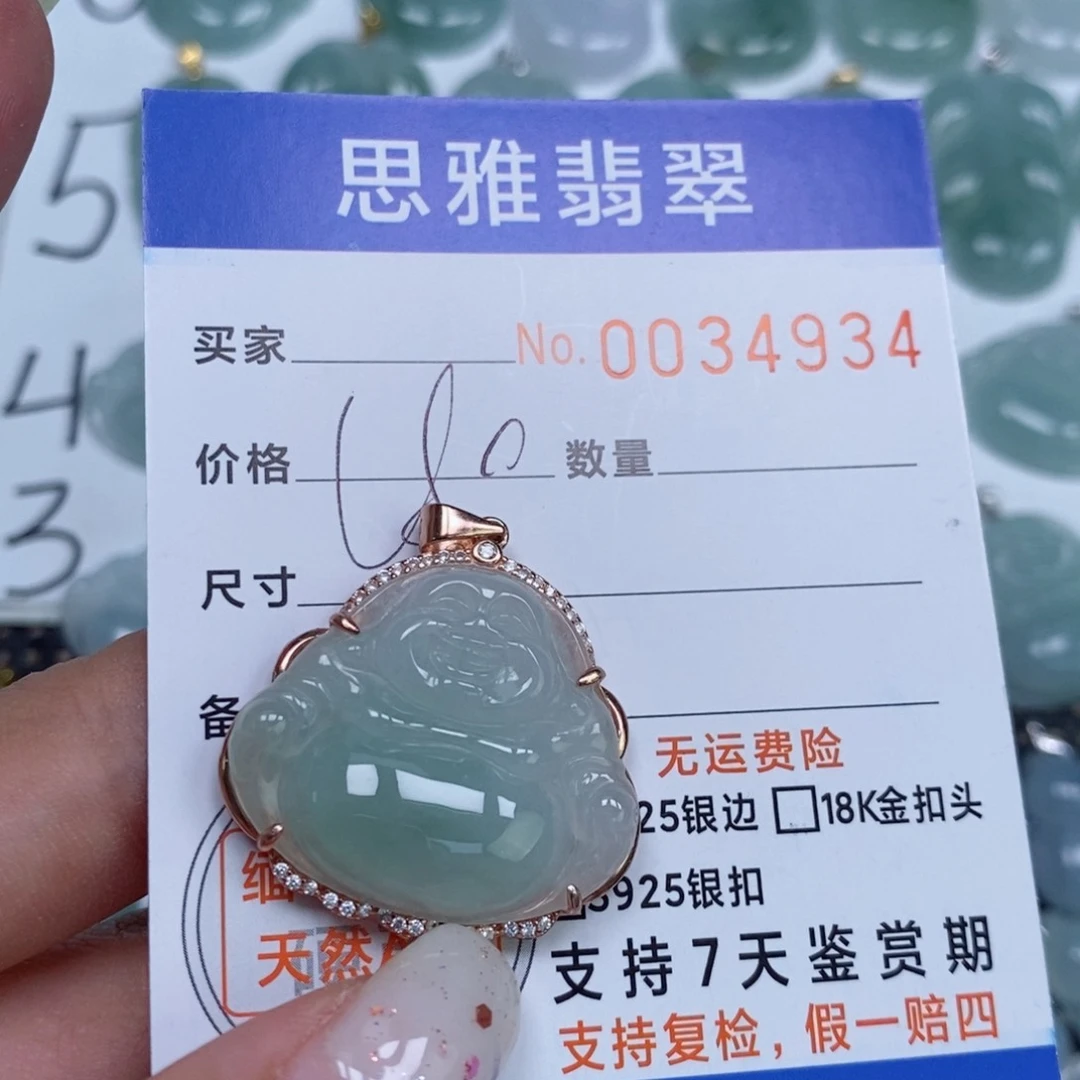 思雅翡翠
5
买家 No. 0034934
4
价格 数量
3
尺寸
备
无运费险
25银边 18K金扣头
缅
S925银扣
天然
支持7天鉴赏期
支持复检，假一赔四